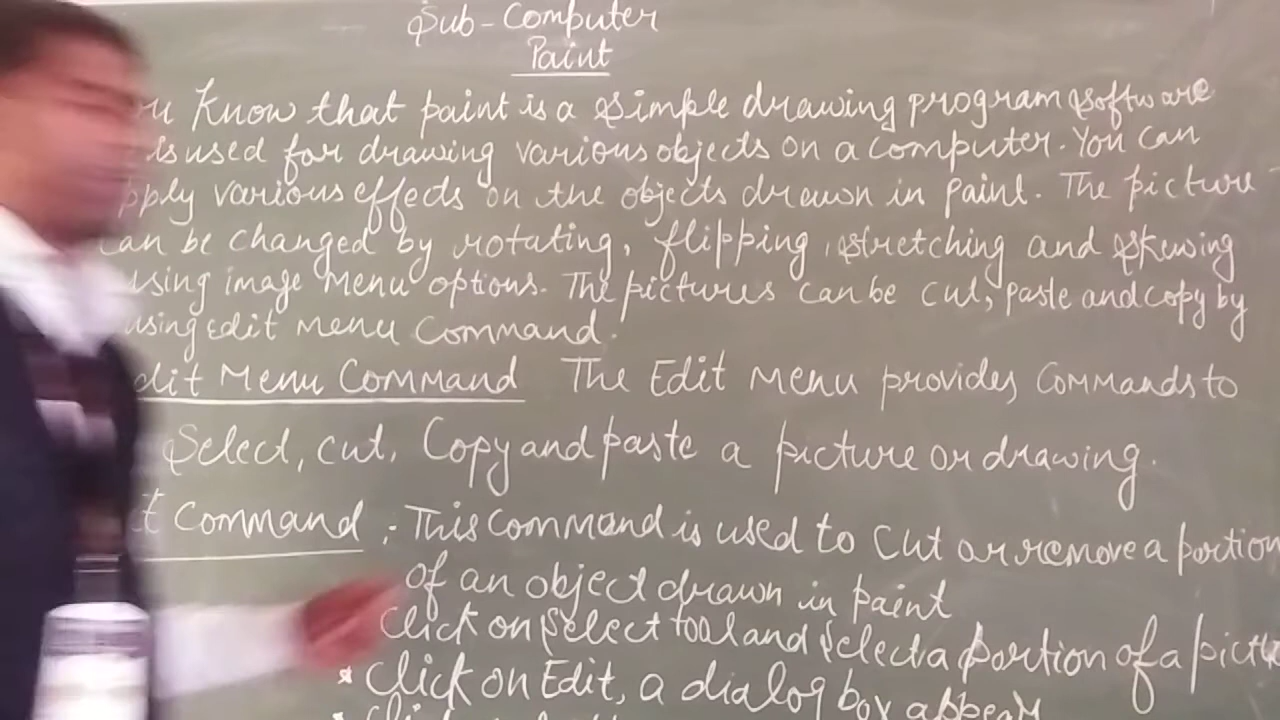 Sub-Computer
Paint
Know that paint is a simple drawing program software
is used for drawing various objects on a computer. You can
pply various effects on the objects drawn in paint. The picture
can be changed by rotating, flipping, stretching and skewing
using image Menu options. The pictures can be cut, paste and copy by
using Edit menu Command.
dit Menu Command The Edit Menu provides Commands to
Select, cut, Copy and paste a picture or drawing.
t Command :- This Command is used to Cut or remove a portion
of an object drawn in paint
Click on Select tool and Select a portion of a pictu
* Click on Edit, a dialog box appears